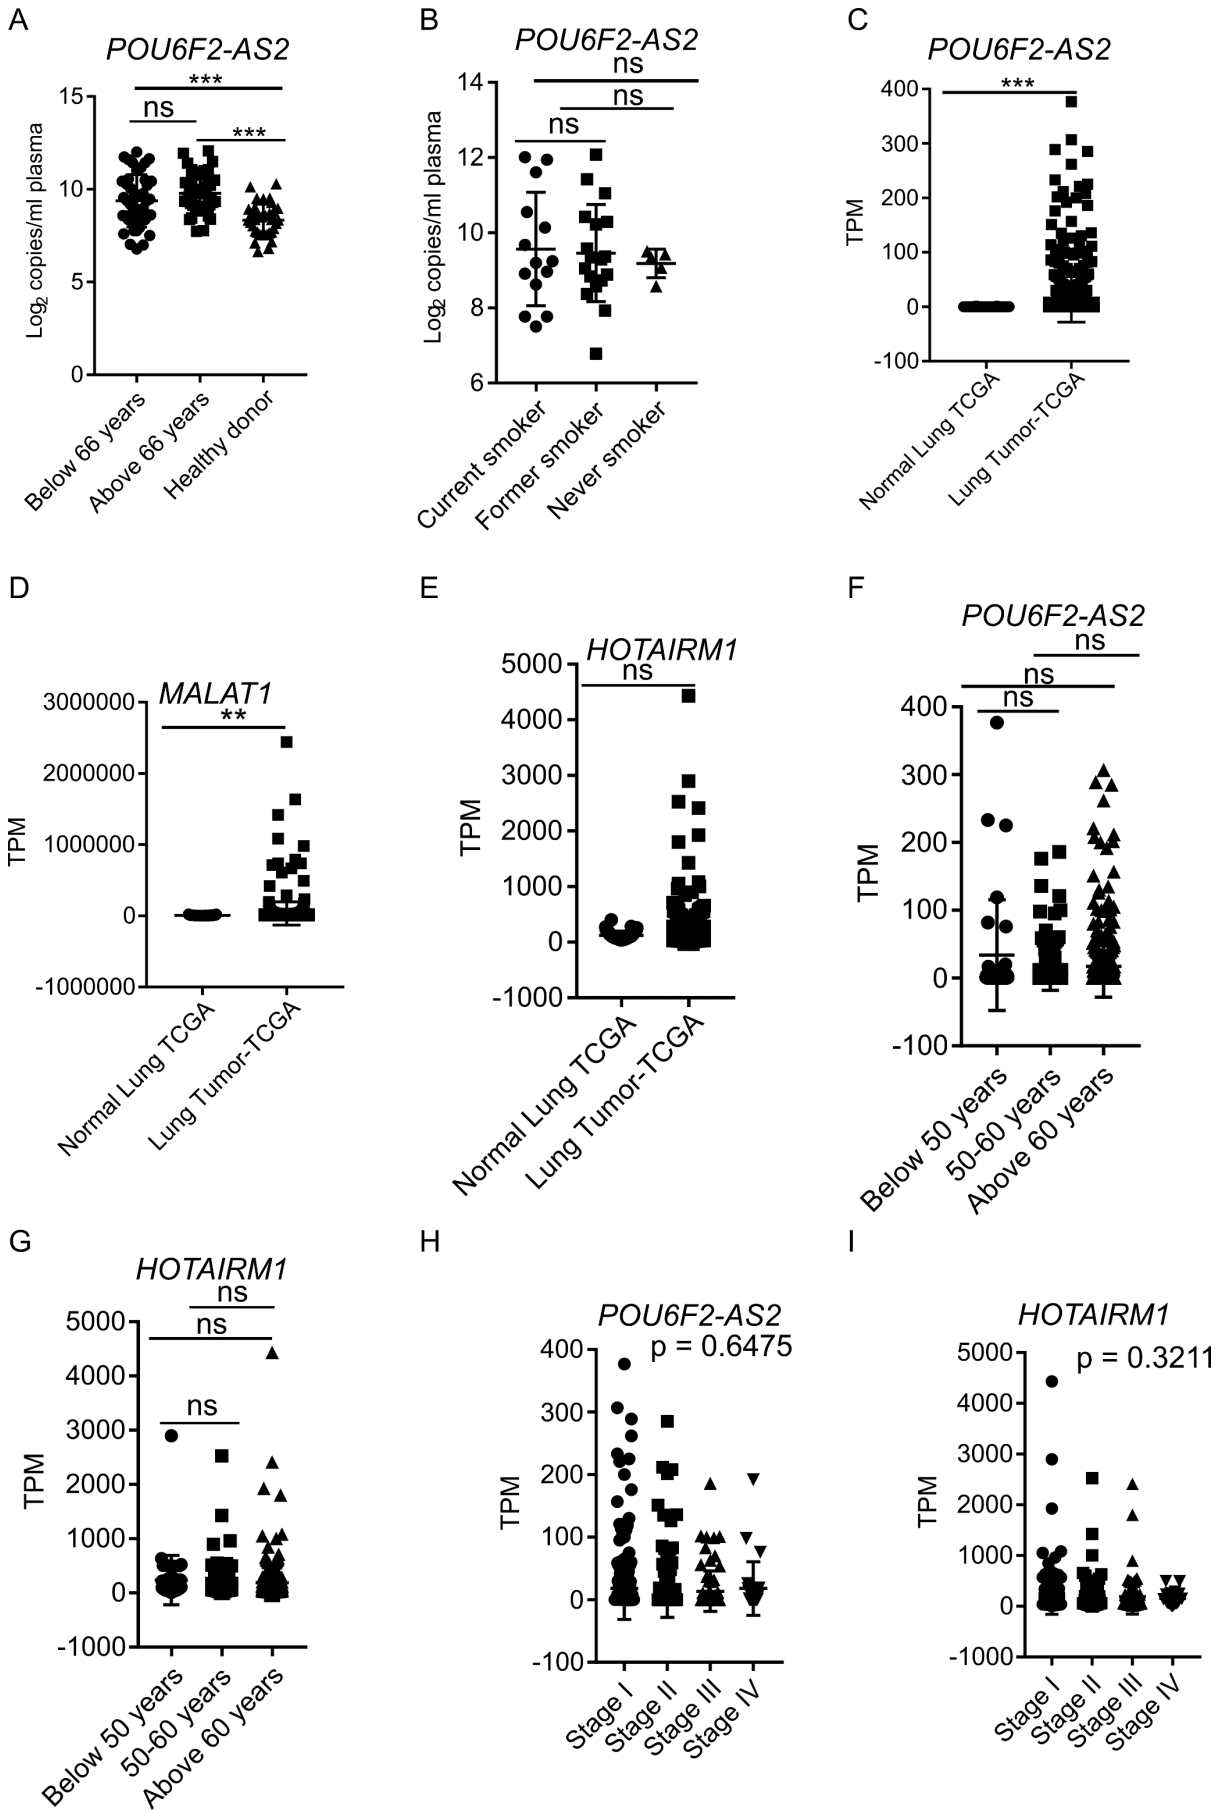 A
POU6F2-AS2
***
ns
***
15
10
5
0
Log2 copies/ml plasma
Below 66 years
Above 66 years
Healthy donor
B
POU6F2-AS2
ns
ns
ns
14
12
10
8
6
Log2 copies/ml plasma
Current smoker
Former smoker
Never smoker
C
POU6F2-AS2
***
400
300
200
100
0
-100
TPM
Normal Lung TCGA
Lung Tumor-TCGA
D
MALAT1
**
3000000
2000000
1000000
0
-1000000
TPM
Normal Lung TCGA
Lung Tumor-TCGA
E
HOTAIRM1
ns
5000
4000
3000
2000
1000
0
-1000
TPM
Normal Lung TCGA
Lung Tumor-TCGA
F
POU6F2-AS2
ns
ns
ns
400
300
200
100
0
-100
TPM
Below 50 years
50-60 years
Above 60 years
G
HOTAIRM1
ns
ns
ns
5000
4000
3000
2000
1000
0
-1000
TPM
Below 50 years
50-60 years
Above 60 years
H
POU6F2-AS2
p = 0.6475
400
300
200
100
0
-100
TPM
Stage I
Stage II
Stage III
Stage IV
I
HOTAIRM1
p = 0.3211
5000
4000
3000
2000
1000
0
-1000
TPM
Stage I
Stage II
Stage III
Stage IV